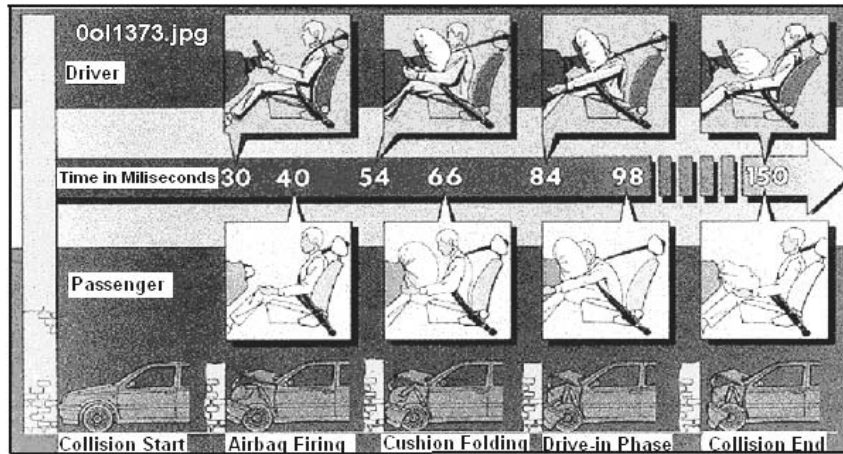 0ol1373.jpg
Driver
Time in Miliseconds 30 40 54 66 84 98 150
Passenger
Collision Start Airbag Firing Cushion Folding Drive-in Phase Collision End